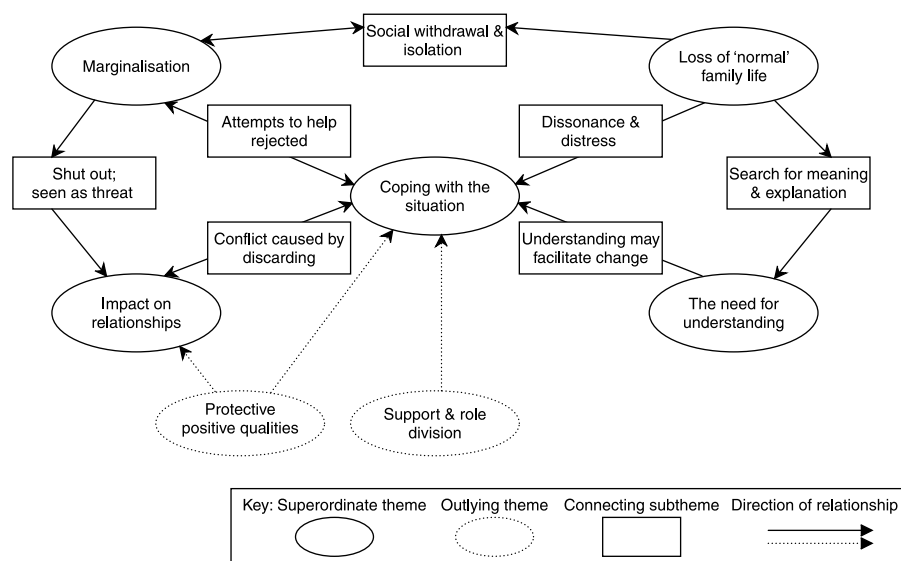 Social withdrawal &
isolation
Marginalisation
Loss of ‘normal’
family life
Attempts to help
rejected
Dissonance &
distress
Shut out;
seen as threat
Coping with the
situation
Search for meaning
& explanation
Conflict caused by
discarding
Understanding may
facilitate change
Impact on
relationships
The need for
understanding
Protective
positive qualities
Support & role
division
Key: Superordinate theme
Outlying theme
Connecting subtheme
Direction of relationship